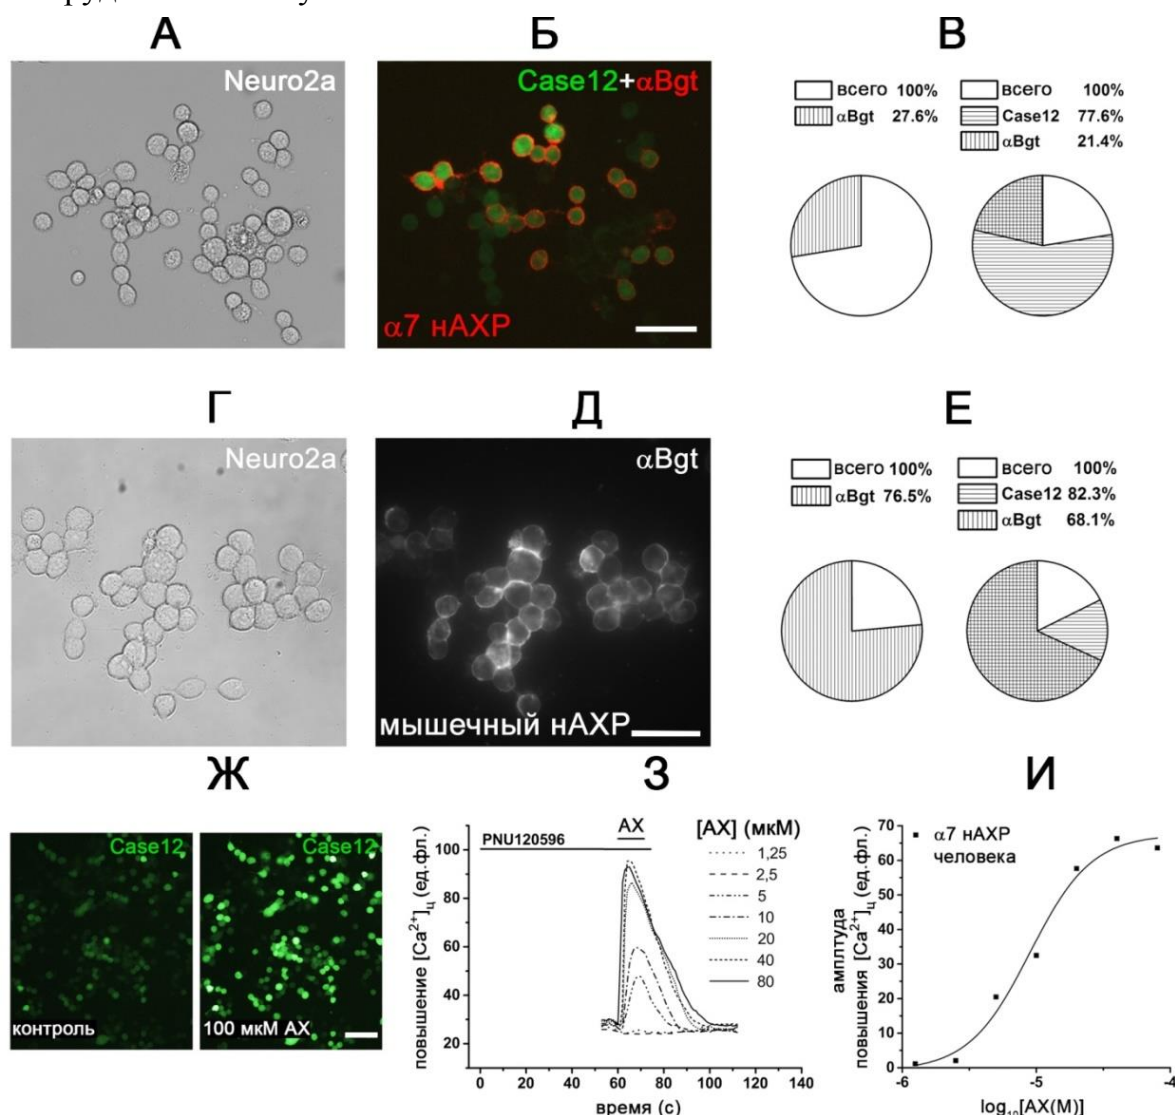 А
Б
В
Neuro2a
Case12+αBgt
α7 нАХР
всего 100%
αBgt 27.6%
всего 100%
Case12 77.6%
αBgt 21.4%
Г
Д
Е
Neuro2a
αBgt
мышечный нАХР
всего 100%
αBgt 76.5%
всего 100%
Case12 82.3%
αBgt 68.1%
Ж
З
И
Case12
контроль
Case12
100 мкМ АХ
повышение [Ca²⁺]ц (ед.фл.)
100
80
60
40
20
PNU120596
АХ
[АХ] (мкМ)
1,25
2,5
5
10
20
40
80
0 20 40 60 80 100 120 140
время (с)
амптуда
повышения [Ca²⁺]ц (ед.фл.)
70
60
50
40
30
20
10
0
α7 нАХР
человека
-6 -5 -4
log₁₀[АХ(М)]